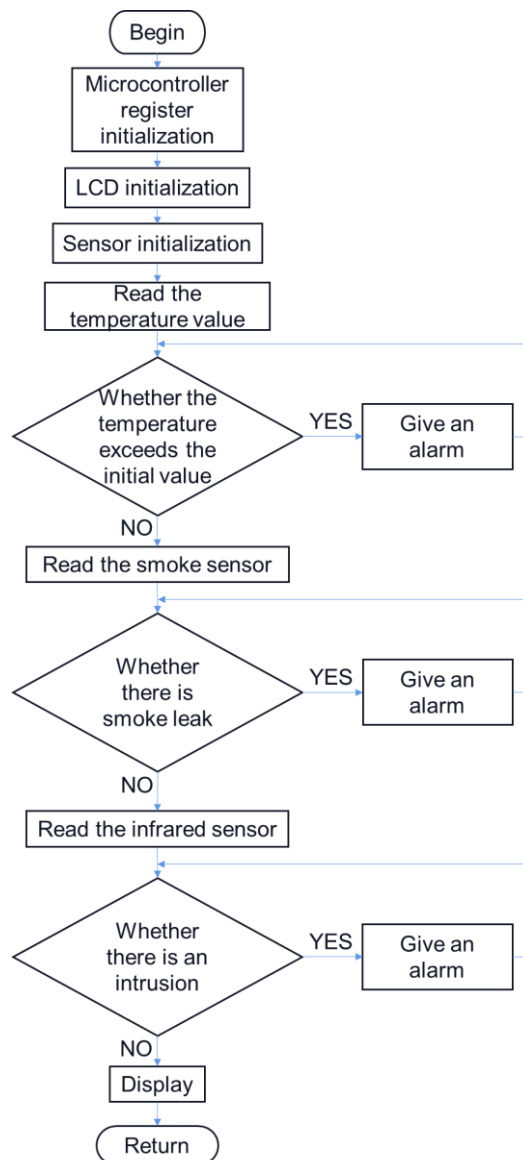 Begin
Microcontroller
register
initialization
LCD initialization
Sensor initialization
Read the
temperature value
Whether the
temperature
exceeds the
initial value
YES
Give an
alarm
NO
Read the smoke sensor
Whether
there is
smoke leak
YES
Give an
alarm
NO
Read the infrared sensor
Whether
there is an
intrusion
YES
Give an
alarm
NO
Display
Return